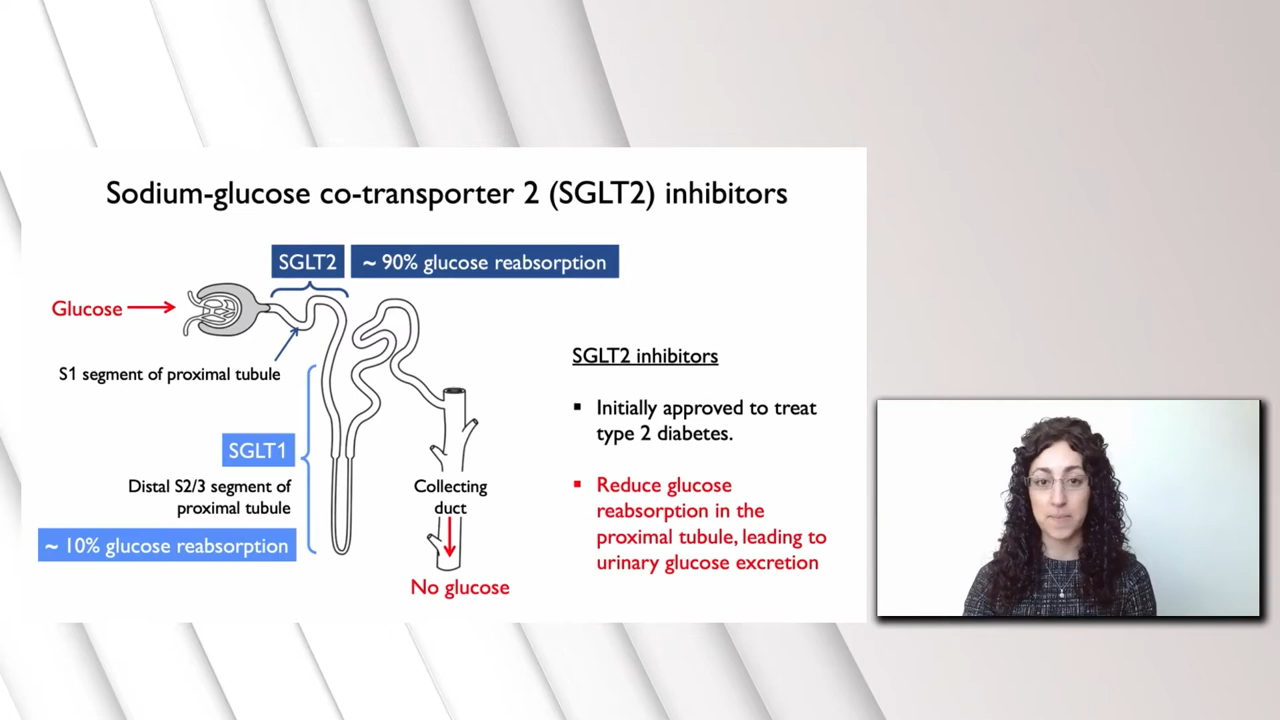 Sodium-glucose co-transporter 2 (SGLT2) inhibitors
SGLT2
~ 90% glucose reabsorption
Glucose
S1 segment of proximal tubule
SGLT1
Distal S2/3 segment of
proximal tubule
~ 10% glucose reabsorption
Collecting
duct
No glucose
SGLT2 inhibitors
▪ Initially approved to treat
type 2 diabetes.
▪ Reduce glucose
reabsorption in the
proximal tubule, leading to
urinary glucose excretion